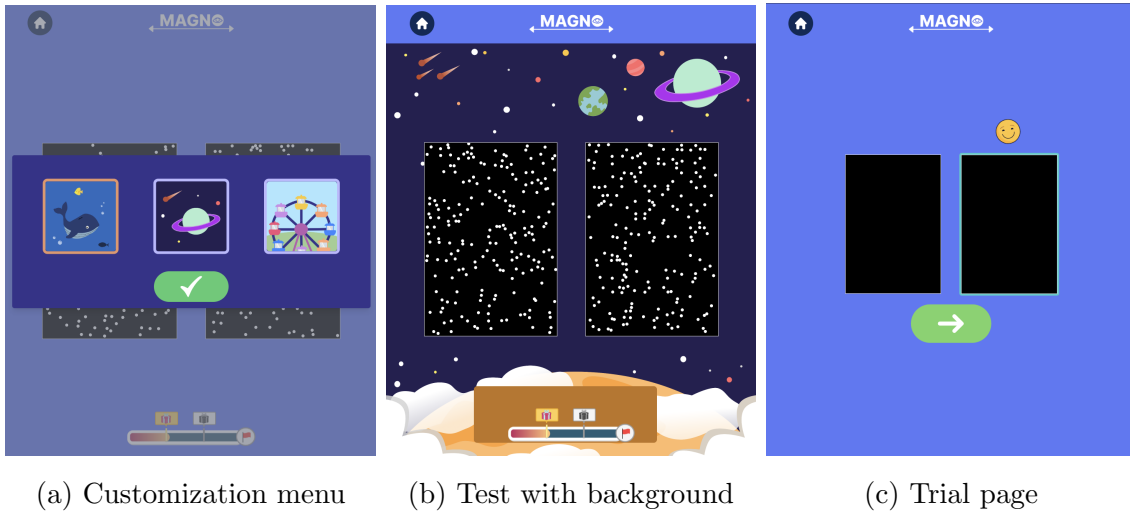 MAGNO
MAGNO
MAGNO
(a) Customization menu
(b) Test with background
(c) Trial page